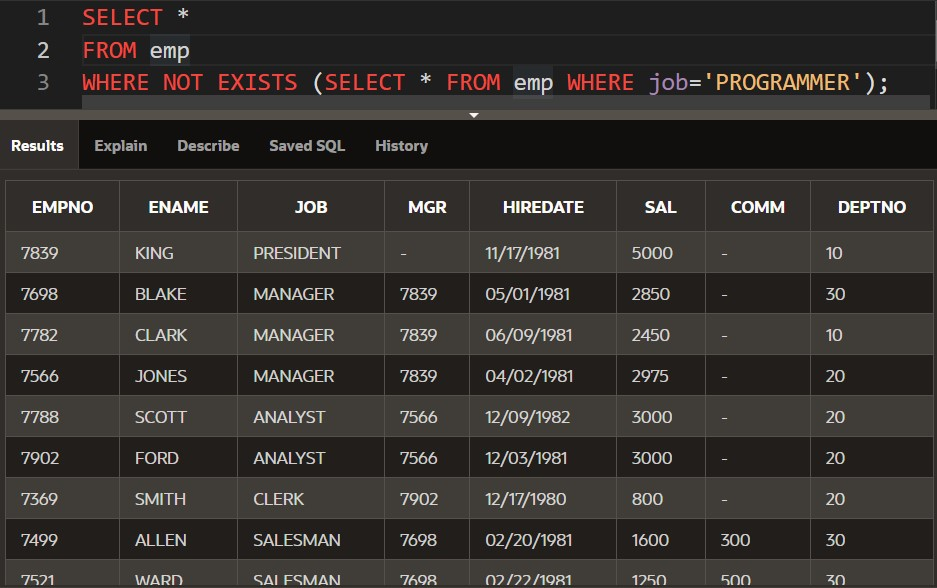 1 SELECT *
2 FROM emp
3 WHERE NOT EXISTS (SELECT * FROM emp WHERE job='PROGRAMMER');
Results Explain Describe Saved SQL History
EMPNO ENAME JOB MGR HIREDATE SAL COMM DEPTNO
7839 KING PRESIDENT - 11/17/1981 5000 - 10
7698 BLAKE MANAGER 7839 05/01/1981 2850 - 30
7782 CLARK MANAGER 7839 06/09/1981 2450 - 10
7566 JONES MANAGER 7839 04/02/1981 2975 - 20
7788 SCOTT ANALYST 7566 12/09/1982 3000 - 20
7902 FORD ANALYST 7566 12/03/1981 3000 - 20
7369 SMITH CLERK 7902 12/17/1980 800 - 20
7499 ALLEN SALESMAN 7698 02/20/1981 1600 300 30
7521 WARD SALESMAN 7698 02/22/1981 1250 500 30